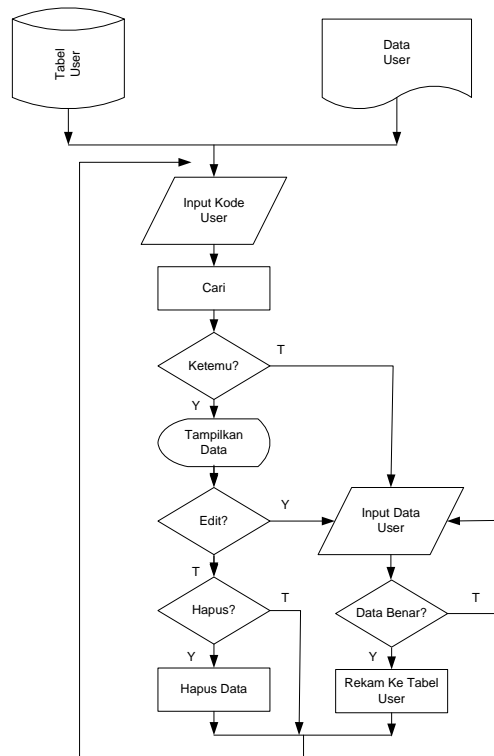 Tabel
User
Data
User
Input Kode
User
Cari
Ketemu?
T
Y
Tampilkan
Data
Edit?
Y
Input Data
User
T
Hapus?
T
Data Benar?
T
Y
Y
Hapus Data
Rekam Ke Tabel
User